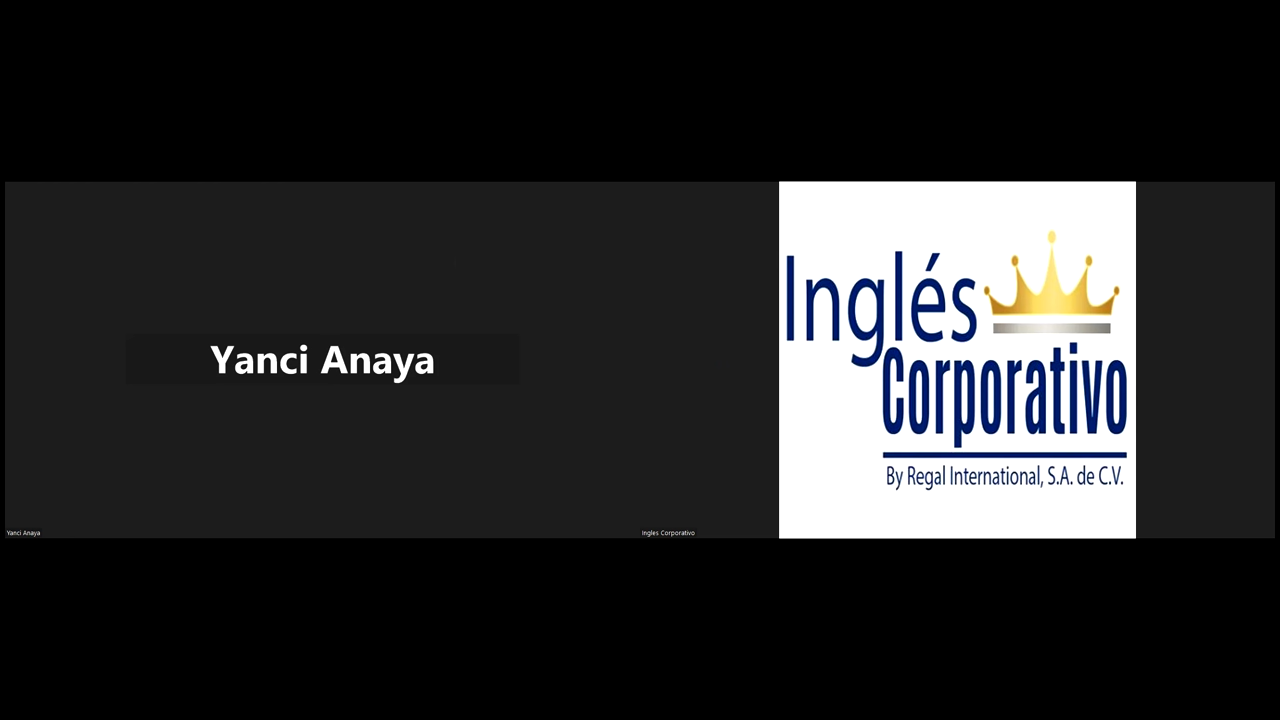 Yanci Anaya
Inglés
Corporativo
By Regal International, S.A. de C.V.
Yanci Anaya
Ingles Corporativo